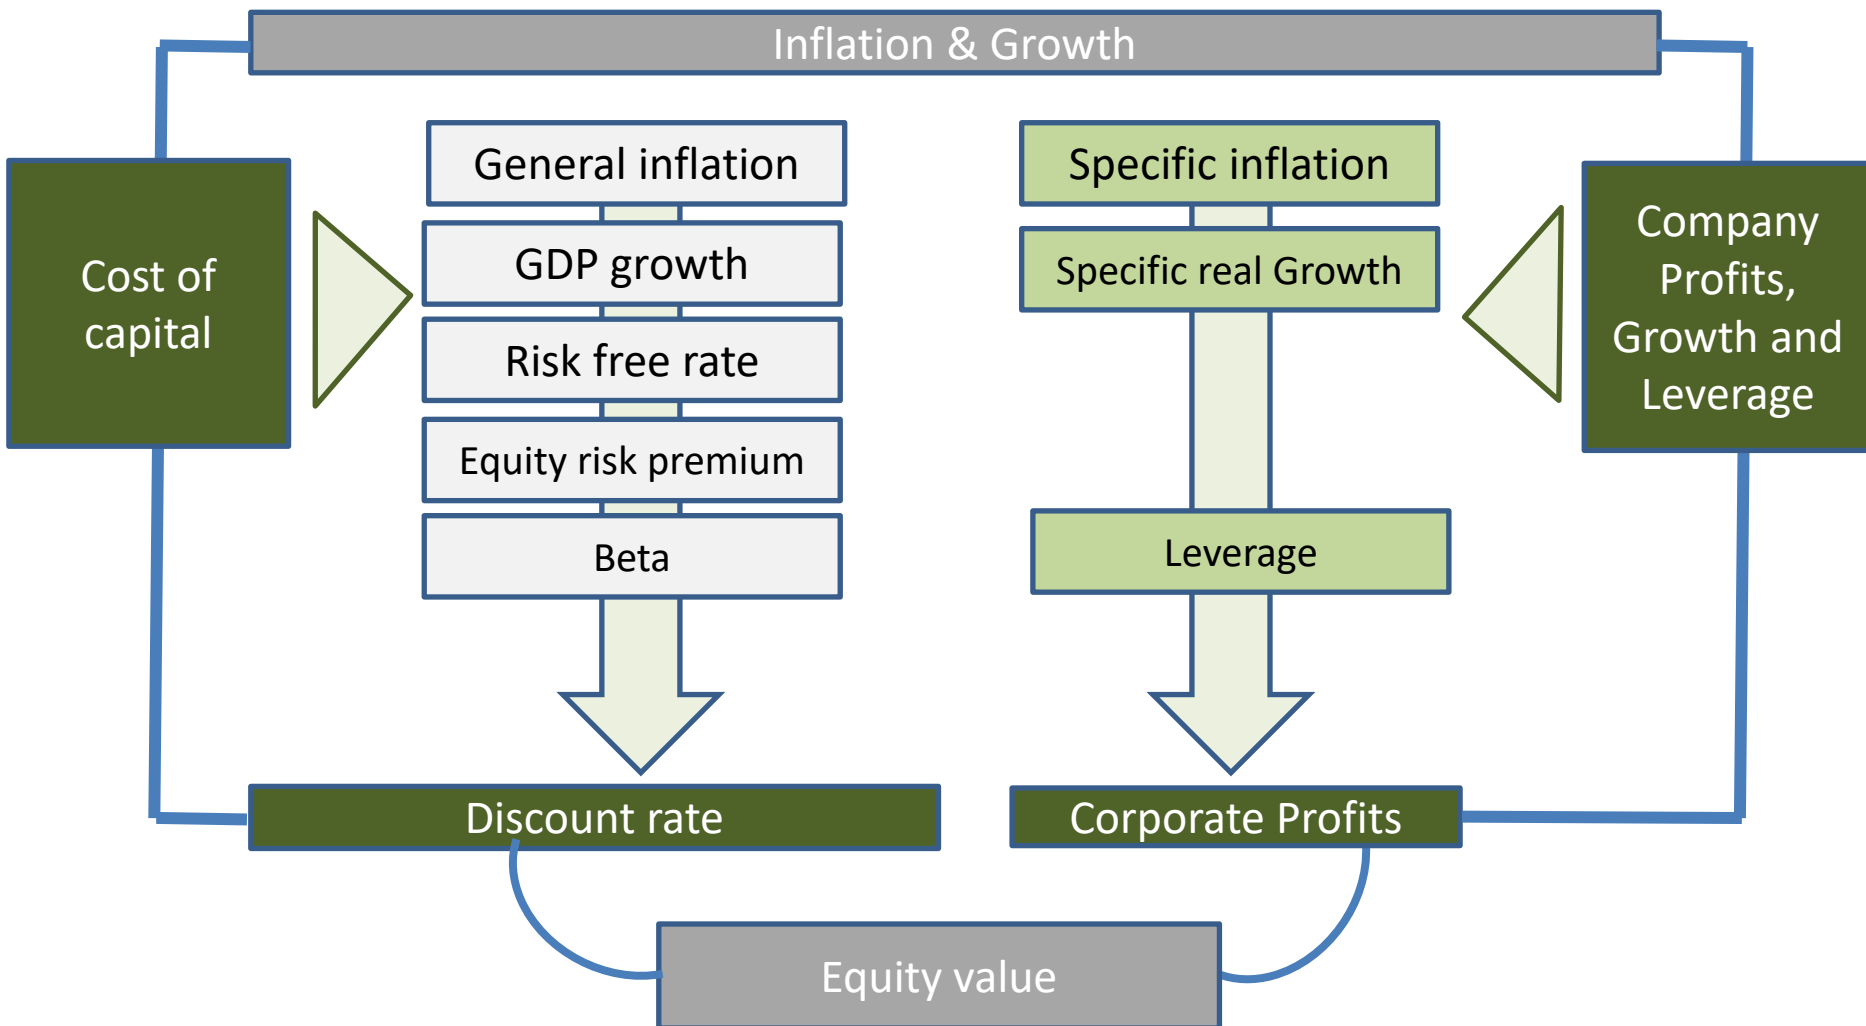 Inflation & Growth
General inflation
Specific inflation
Cost of
capital
GDP growth
Specific real Growth
Company
Profits,
Growth and
Leverage
Risk free rate
Equity risk premium
Beta
Leverage
Discount rate
Corporate Profits
Equity value